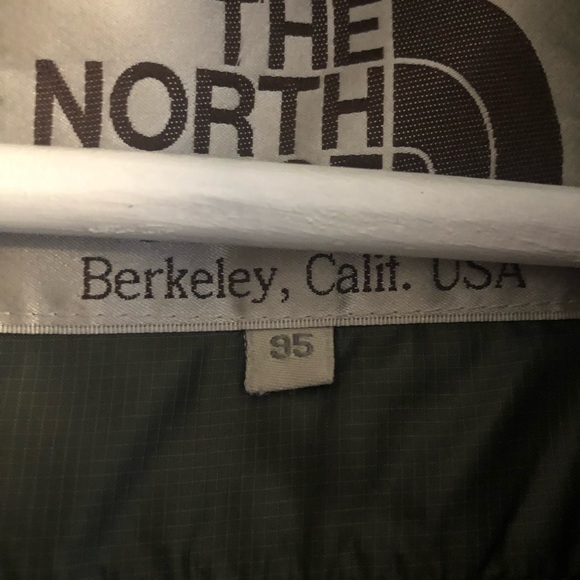 THE
NORTH
Berkeley, Calif. USA
95